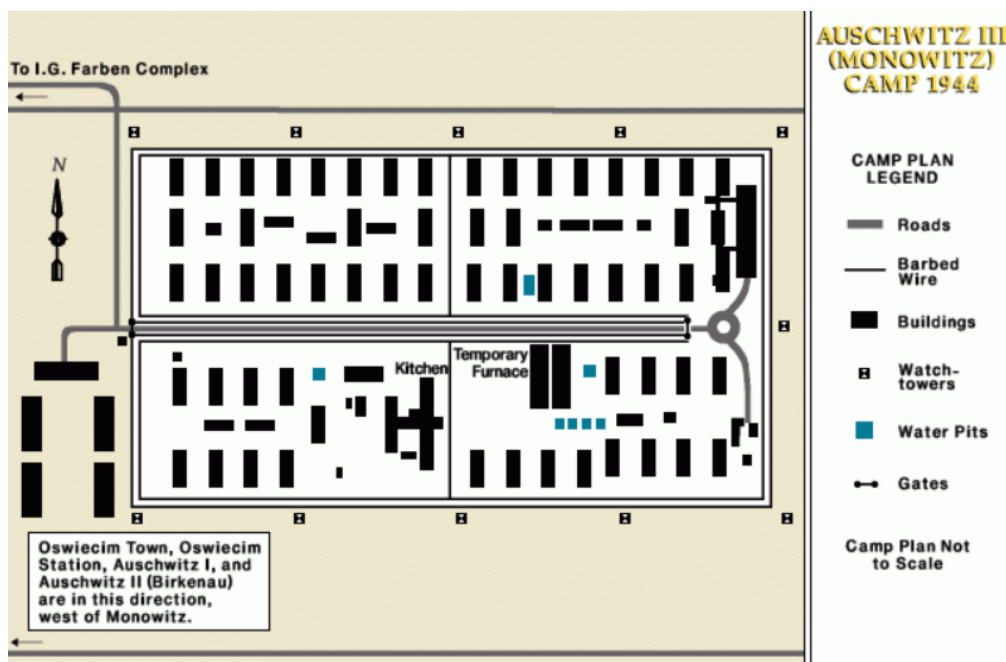 AUSCHWITZ III
(MONOWITZ)
CAMP 1944
To I.G. Farben Complex
N
CAMP PLAN
LEGEND
Roads
Barbed
Wire
Buildings
Watch-
towers
Water Pits
Gates
Camp Plan Not
to Scale
Kitchen
Temporary
Furnace
Oswiecim Town, Oswiecim
Station, Auschwitz I, and
Auschwitz II (Birkenau)
are in this direction,
west of Monowitz.